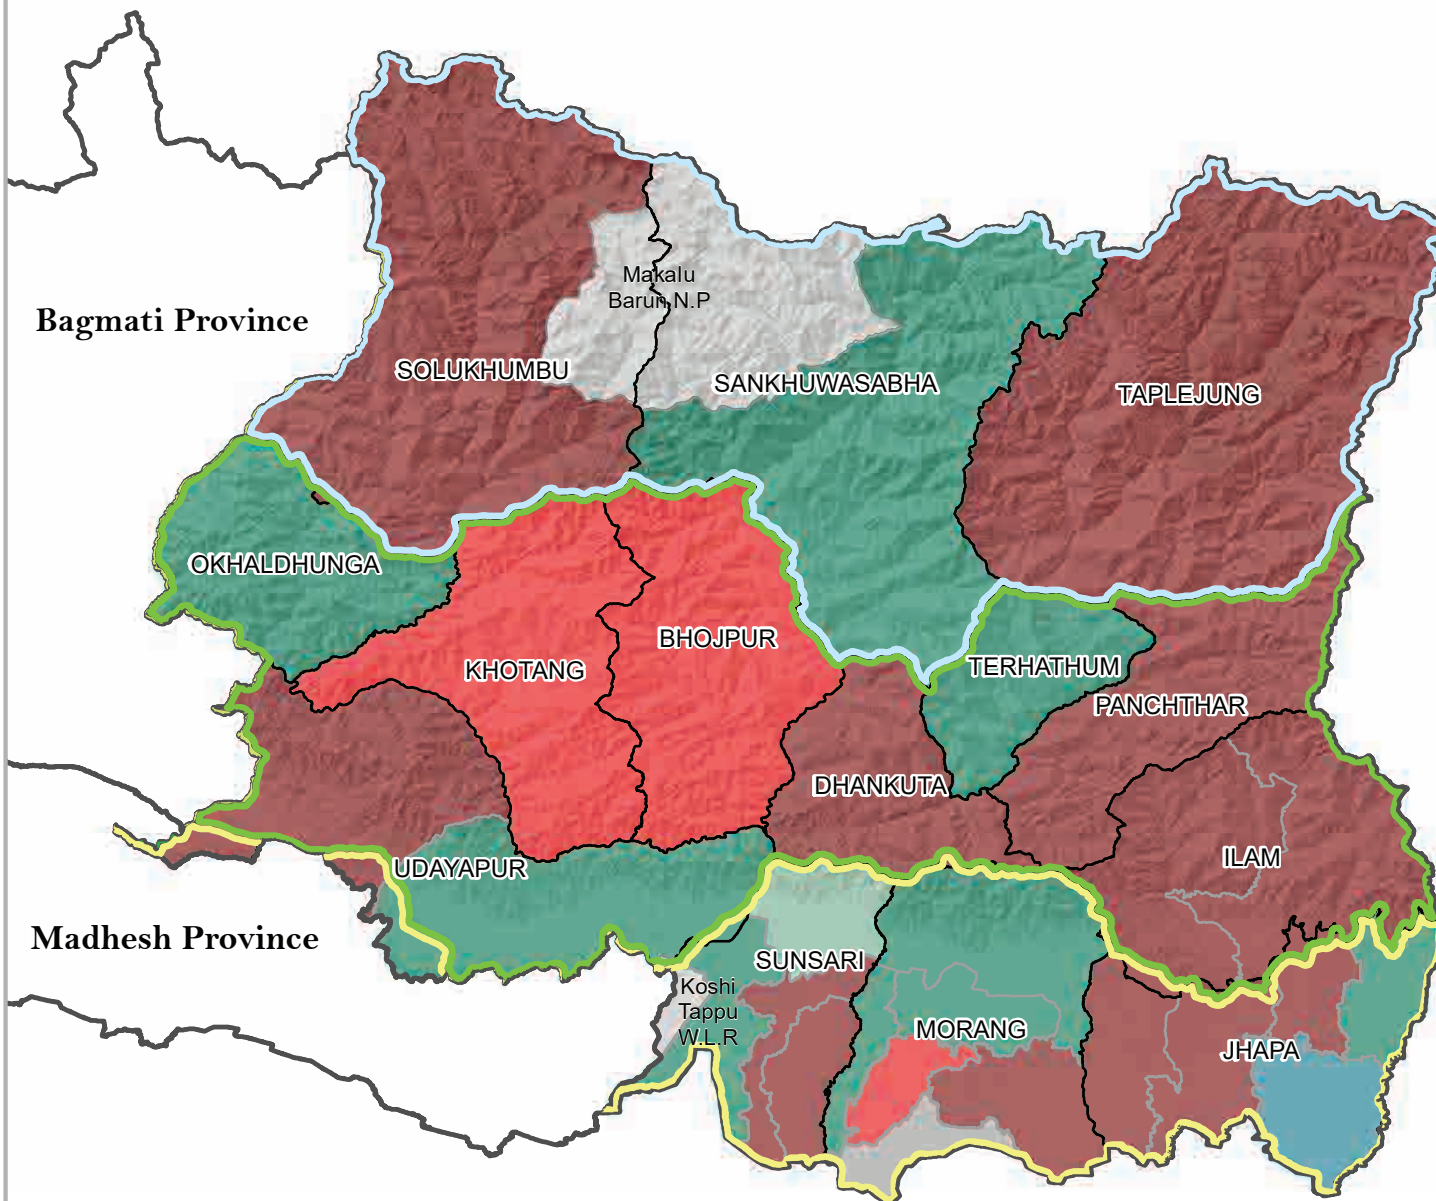 Makalu
Barun N.P
Bagmati Province
SOLUKHUMBU
SANKHUWASABHA
TAPLEJUNG
OKHALDHUNGA
BHOJPUR
KHOTANG
TERHATHUM
PANCHTHAR
DHANKUTA
UDAYAPUR
ILAM
Madhesh Province
SUNSARI
Koshi
Tappu
W.L.R
MORANG
JHAPA